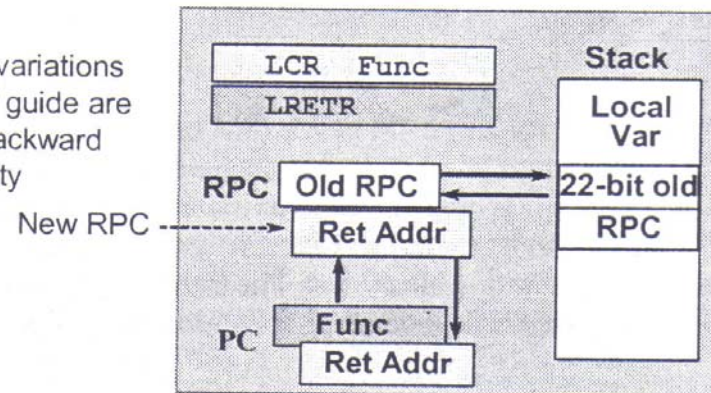 variations
guide are
ackward
ty
LCR Func
LRETR
Stack
Local
Var
RPC
Old RPC
22-bit old
RPC
New RPC
Ret Addr
PC
Func
Ret Addr